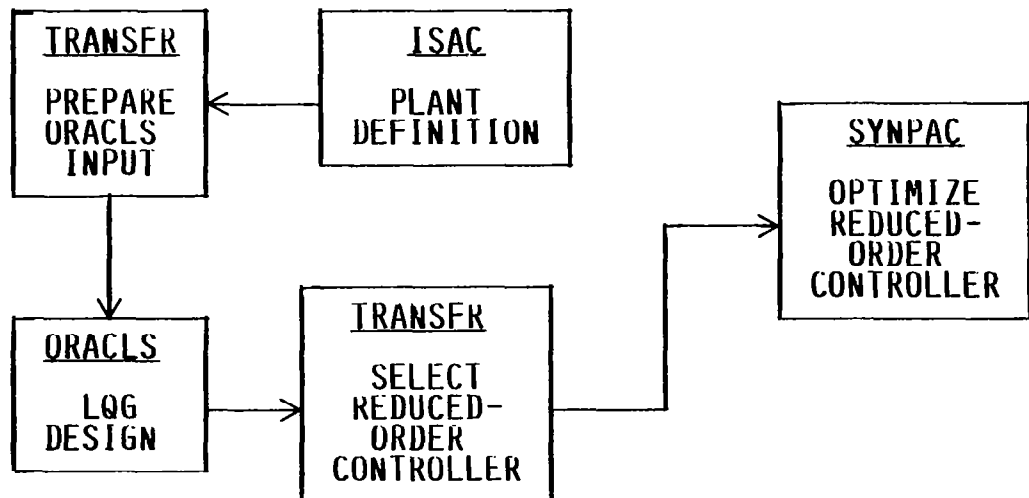 TRANSFR
PREPARE
ORACLS
INPUT
ISAC
PLANT
DEFINITION
SYNPAC
OPTIMIZE
REDUCED-
ORDER
CONTROLLER
ORACLS
LQG
DESIGN
TRANSFR
SELECT
REDUCED-
ORDER
CONTROLLER